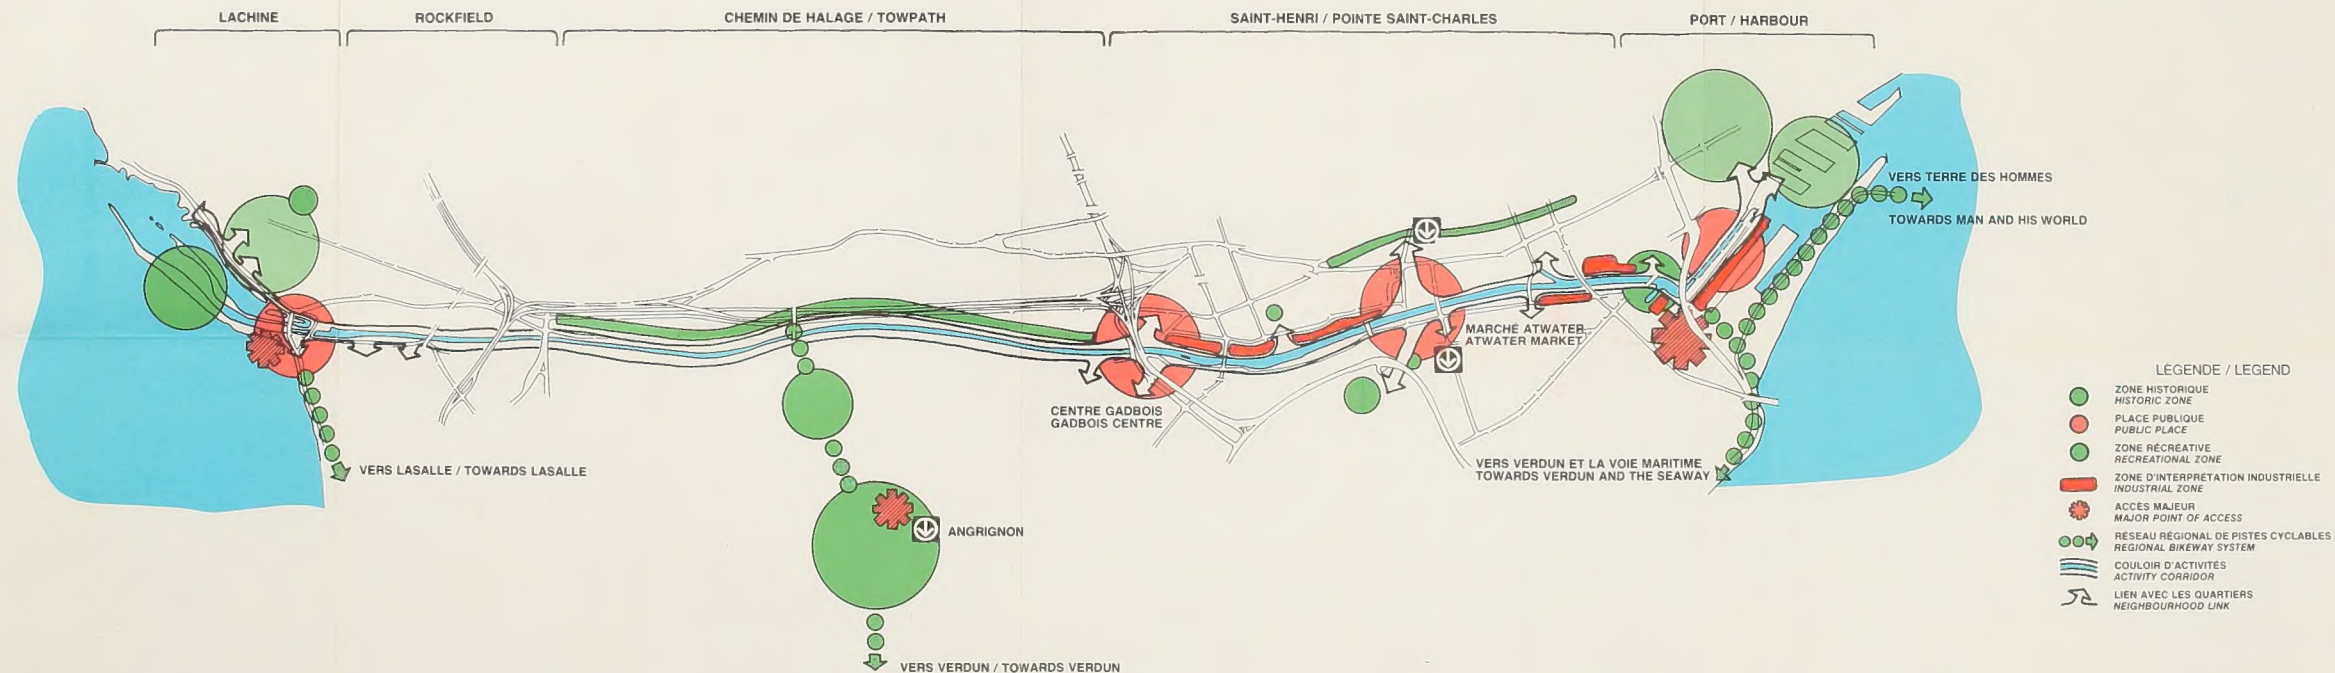 LACHINE
ROCKFIELD
CHEMIN DE HALAGE / TOWPATH
SAINT-HENRI / POINTE SAINT-CHARLES
PORT / HARBOUR
VERS TERRE DES HOMMES
TOWARDS MAN AND HIS WORLD
MARCHÉ ATWATER
ATWATER MARKET
CENTRE GADBOIS
GADBOIS CENTRE
VERS LASALLE / TOWARDS LASALLE
VERS VERDUN ET LA VOIE MARITIME
TOWARDS VERDUN AND THE SEAWAY
ANGRIGNON
VERS VERDUN / TOWARDS VERDUN
LÉGENDE / LEGEND
ZONE HISTORIQUE
HISTORIC ZONE
PLACE PUBLIQUE
PUBLIC PLACE
ZONE RÉCRÉATIVE
RECREATIONAL ZONE
ZONE D'INTERPRÉTATION INDUSTRIELLE
INDUSTRIAL ZONE
ACCÈS MAJEUR
MAJOR POINT OF ACCESS
RÉSEAU RÉGIONAL DE PISTES CYCLABLES
REGIONAL BIKEWAY SYSTEM
COULOIR D'ACTIVITÉS
ACTIVITY CORRIDOR
LIEN AVEC LES QUARTIERS
NEIGHBOURHOOD LINK